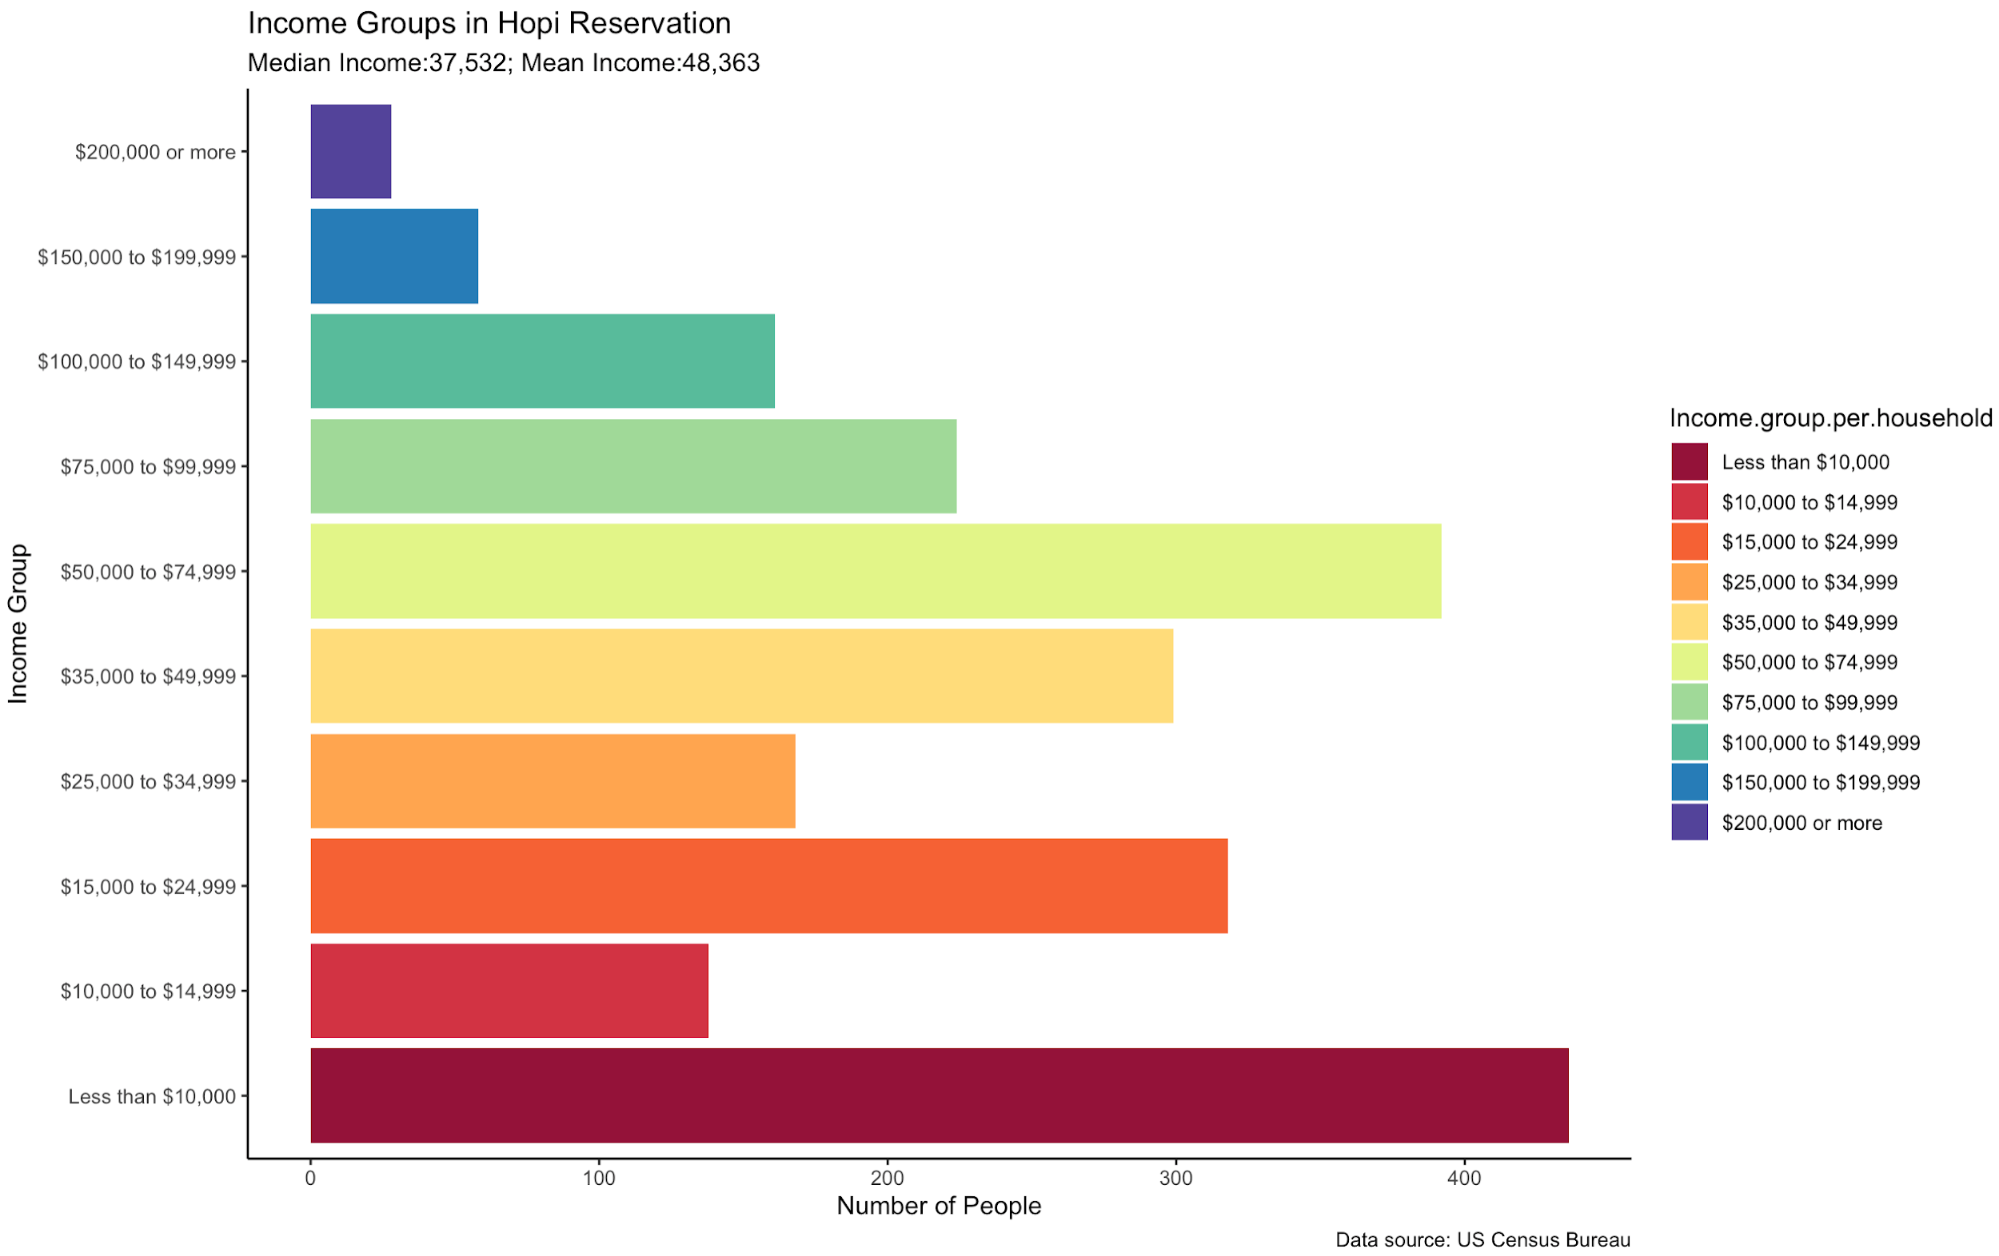 Income Groups in Hopi Reservation
Median Income:37,532; Mean Income:48,363
Income Group
$200,000 or more
$150,000 to $199,999
$100,000 to $149,999
$75,000 to $99,999
$50,000 to $74,999
$35,000 to $49,999
$25,000 to $34,999
$15,000 to $24,999
$10,000 to $14,999
Less than $10,000
0 100 200 300 400
Number of People
Income.group.per.household
Less than $10,000
$10,000 to $14,999
$15,000 to $24,999
$25,000 to $34,999
$35,000 to $49,999
$50,000 to $74,999
$75,000 to $99,999
$100,000 to $149,999
$150,000 to $199,999
$200,000 or more
Data source: US Census Bureau